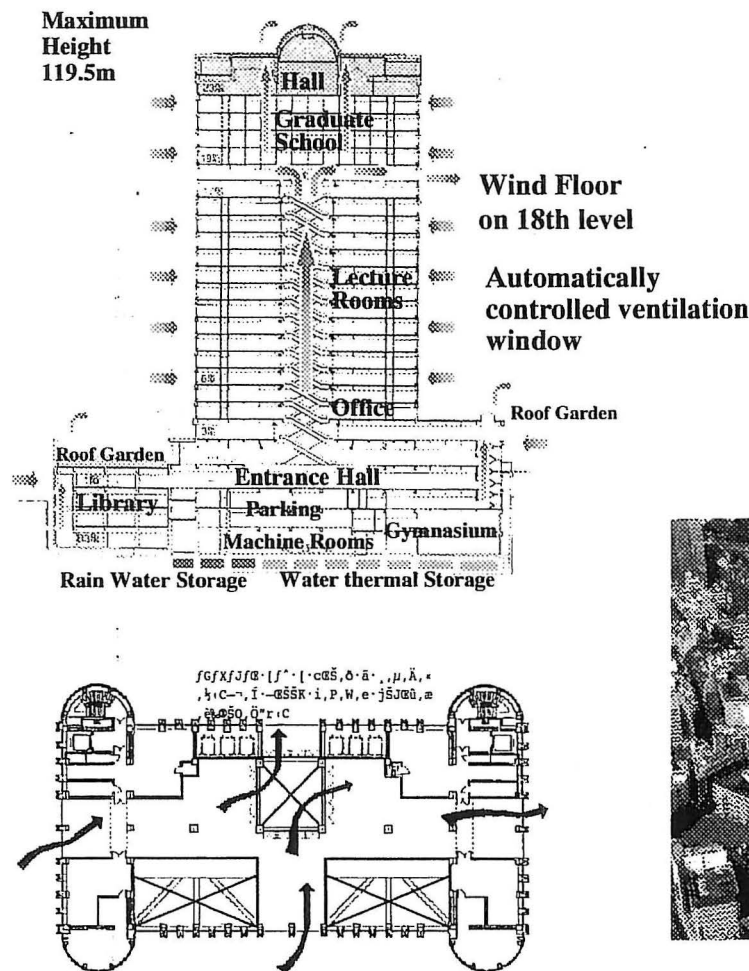 Maximum
Height
119.5m
Hall
Graduate
School
Wind Floor
on 18th level
Lecture
Rooms
Automatically
controlled ventilation
window
Office
Roof Garden
Roof Garden
Entrance Hall
Library
Parking
Gymnasium
Machine Rooms
Rain Water Storage
Water thermal Storage